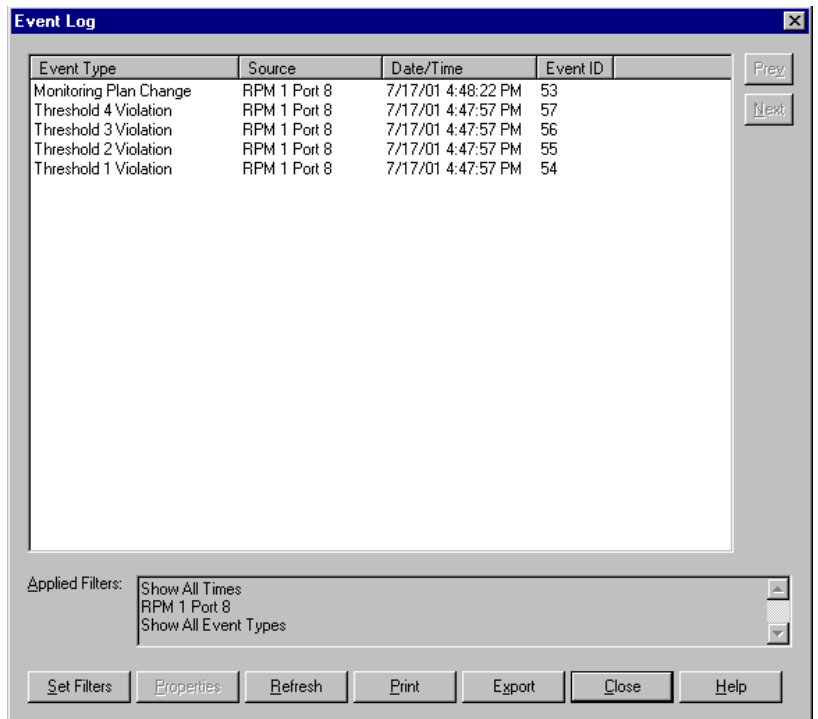 Event Log
Event Type Source Date/Time Event ID
Prev
Monitoring Plan Change RPM 1 Port 8 7/17/01 4:48:22 PM 53
Threshold 4 Violation RPM 1 Port 8 7/17/01 4:47:57 PM 57
Next
Threshold 3 Violation RPM 1 Port 8 7/17/01 4:47:57 PM 56
Threshold 2 Violation RPM 1 Port 8 7/17/01 4:47:57 PM 55
Threshold 1 Violation RPM 1 Port 8 7/17/01 4:47:57 PM 54
Applied Filters:
Show All Times
RPM 1 Port 8
Show All Event Types
Set Filters Properties Refresh Print Export Close Help